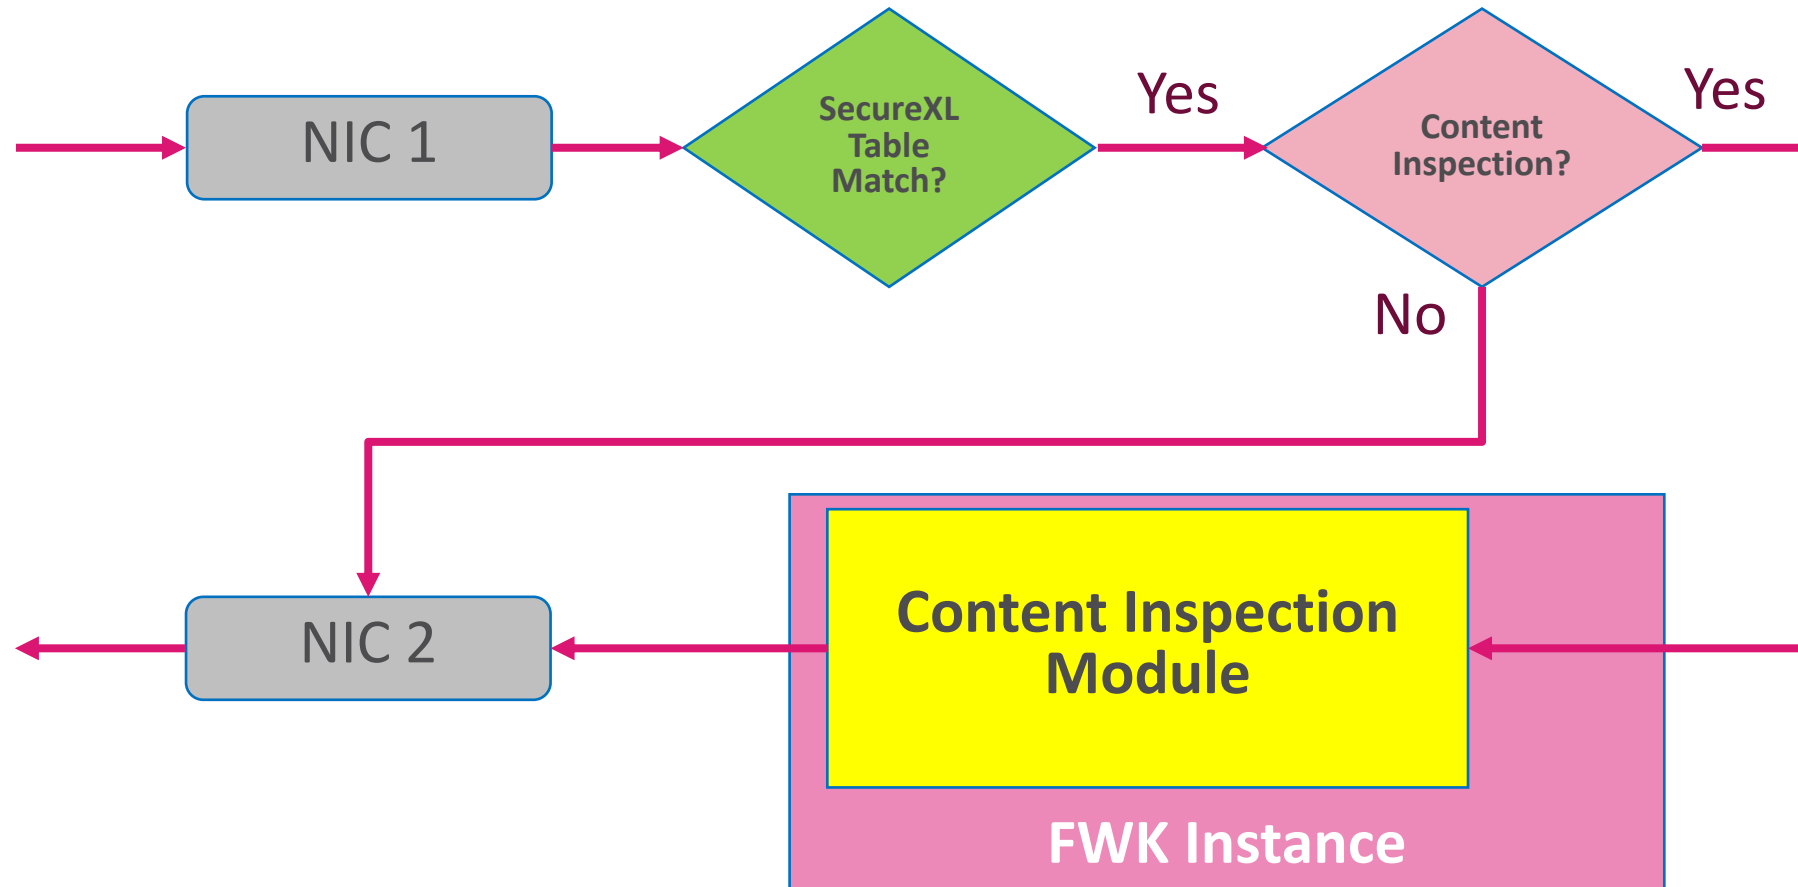 NIC 1
SecureXL
Table
Match?
Yes
Content
Inspection?
Yes
No
NIC 2
Content Inspection
Module
FWK Instance